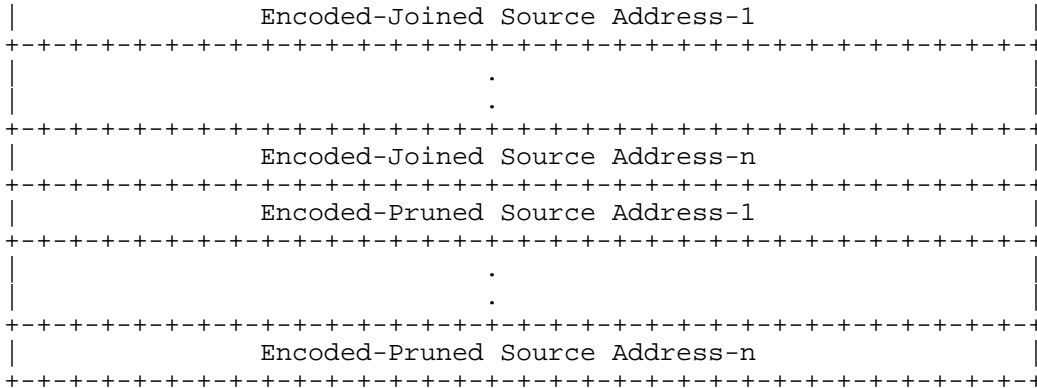 |                Encoded-Joined Source Address-1                |
+-+-+-+-+-+-+-+-+-+-+-+-+-+-+-+-+-+-+-+-+-+-+-+-+-+-+-+-+-+-+-+-+
|                               .                               |
|                               .                               |
+-+-+-+-+-+-+-+-+-+-+-+-+-+-+-+-+-+-+-+-+-+-+-+-+-+-+-+-+-+-+-+-+
|                Encoded-Joined Source Address-n                |
+-+-+-+-+-+-+-+-+-+-+-+-+-+-+-+-+-+-+-+-+-+-+-+-+-+-+-+-+-+-+-+-+
|                Encoded-Pruned Source Address-1                |
+-+-+-+-+-+-+-+-+-+-+-+-+-+-+-+-+-+-+-+-+-+-+-+-+-+-+-+-+-+-+-+-+
|                               .                               |
|                               .                               |
+-+-+-+-+-+-+-+-+-+-+-+-+-+-+-+-+-+-+-+-+-+-+-+-+-+-+-+-+-+-+-+-+
|                Encoded-Pruned Source Address-n                |
+-+-+-+-+-+-+-+-+-+-+-+-+-+-+-+-+-+-+-+-+-+-+-+-+-+-+-+-+-+-+-+-+